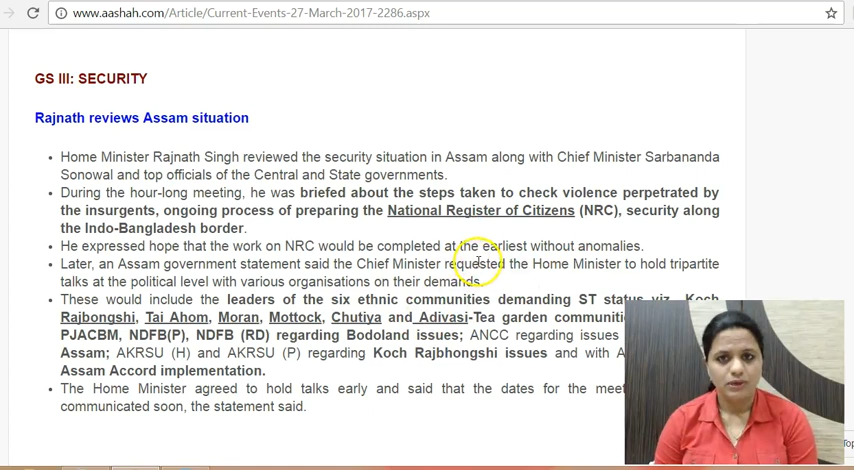 www.aashah.com/Article/Current-Events-27-March-2017-2286.aspx
GS III: SECURITY
Rajnath reviews Assam situation
• Home Minister Rajnath Singh reviewed the security situation in Assam along with Chief Minister Sarbananda
Sonowal and top officials of the Central and State governments.
• During the hour-long meeting, he was briefed about the steps taken to check violence perpetrated by
the insurgents, ongoing process of preparing the National Register of Citizens (NRC), security along
the Indo-Bangladesh border.
• He expressed hope that the work on NRC would be completed at the earliest without anomalies.
• Later, an Assam government statement said the Chief Minister requested the Home Minister to hold tripartite
talks at the political level with various organisations on their demands.
• These would include the leaders of the six ethnic communities demanding ST status viz. Koch
Rajbongshi, Tai Ahom, Moran, Mottock, Chutiya and Adivasi-Tea garden
PJACBM, NDFB(P), NDFB (RD) regarding Bodoland issues; ANCC regarding issues
Assam; AKRSU (H) and AKRSU (P) regarding Koch Rajbhongshi issues and with
Assam Accord implementation.
• The Home Minister agreed to hold talks early and said that the dates for the
communicated soon, the statement said.